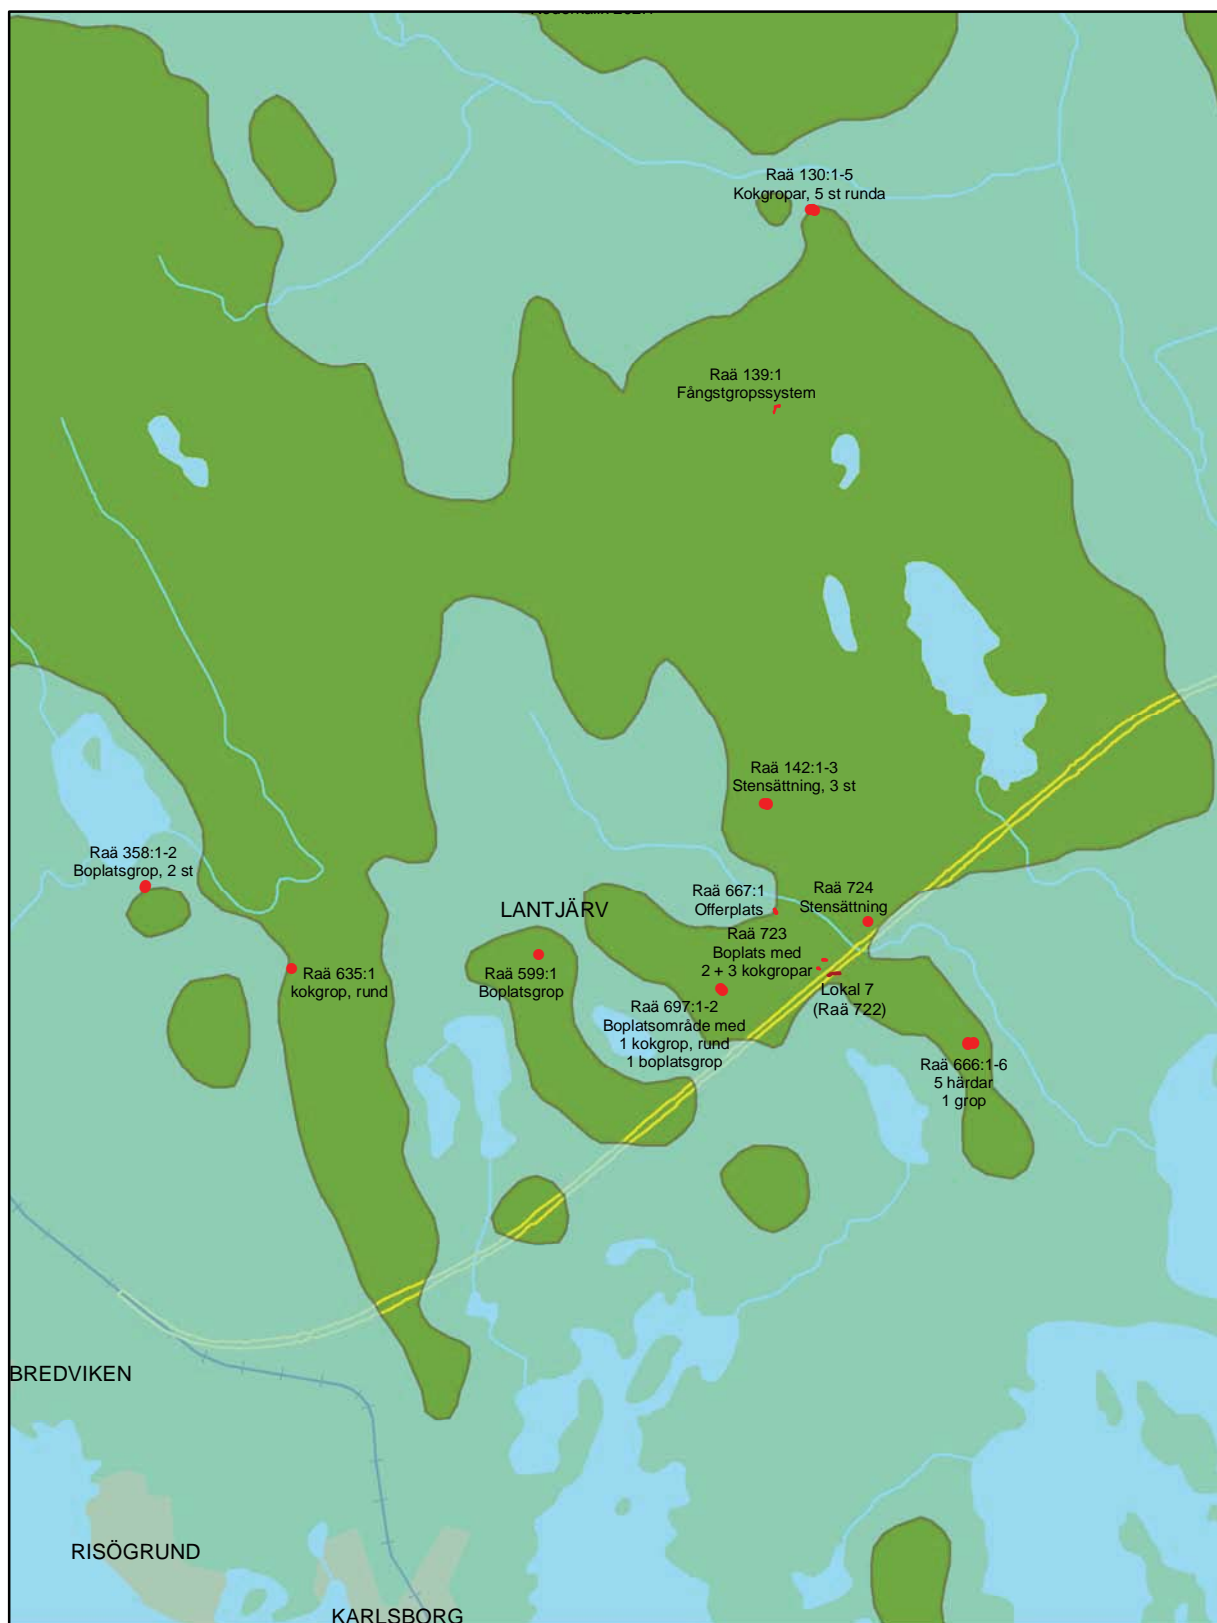 Raä 130:1-5
Kokgropar, 5 st runda
Raä 139:1
Fångstgropssystem
Raä 142:1-3
Stensättning, 3 st
Raä 358:1-2
Boplatsgrop, 2 st
Raä 667:1
Offerplats
Raä 724
Stensättning
LANTJÄRV
Raä 723
Boplats med
2 + 3 kokgropar
Raä 635:1
kokgrop, rund
Raä 599:1
Boplatsgrop
Lokal 7
(Raä 722)
Raä 697:1-2
Boplatsområde med
1 kokgrop, rund
1 boplatsgrop
Raä 666:1-6
5 härdar
1 grop
BREDVIKEN
RISÖGRUND
KARLSBORG